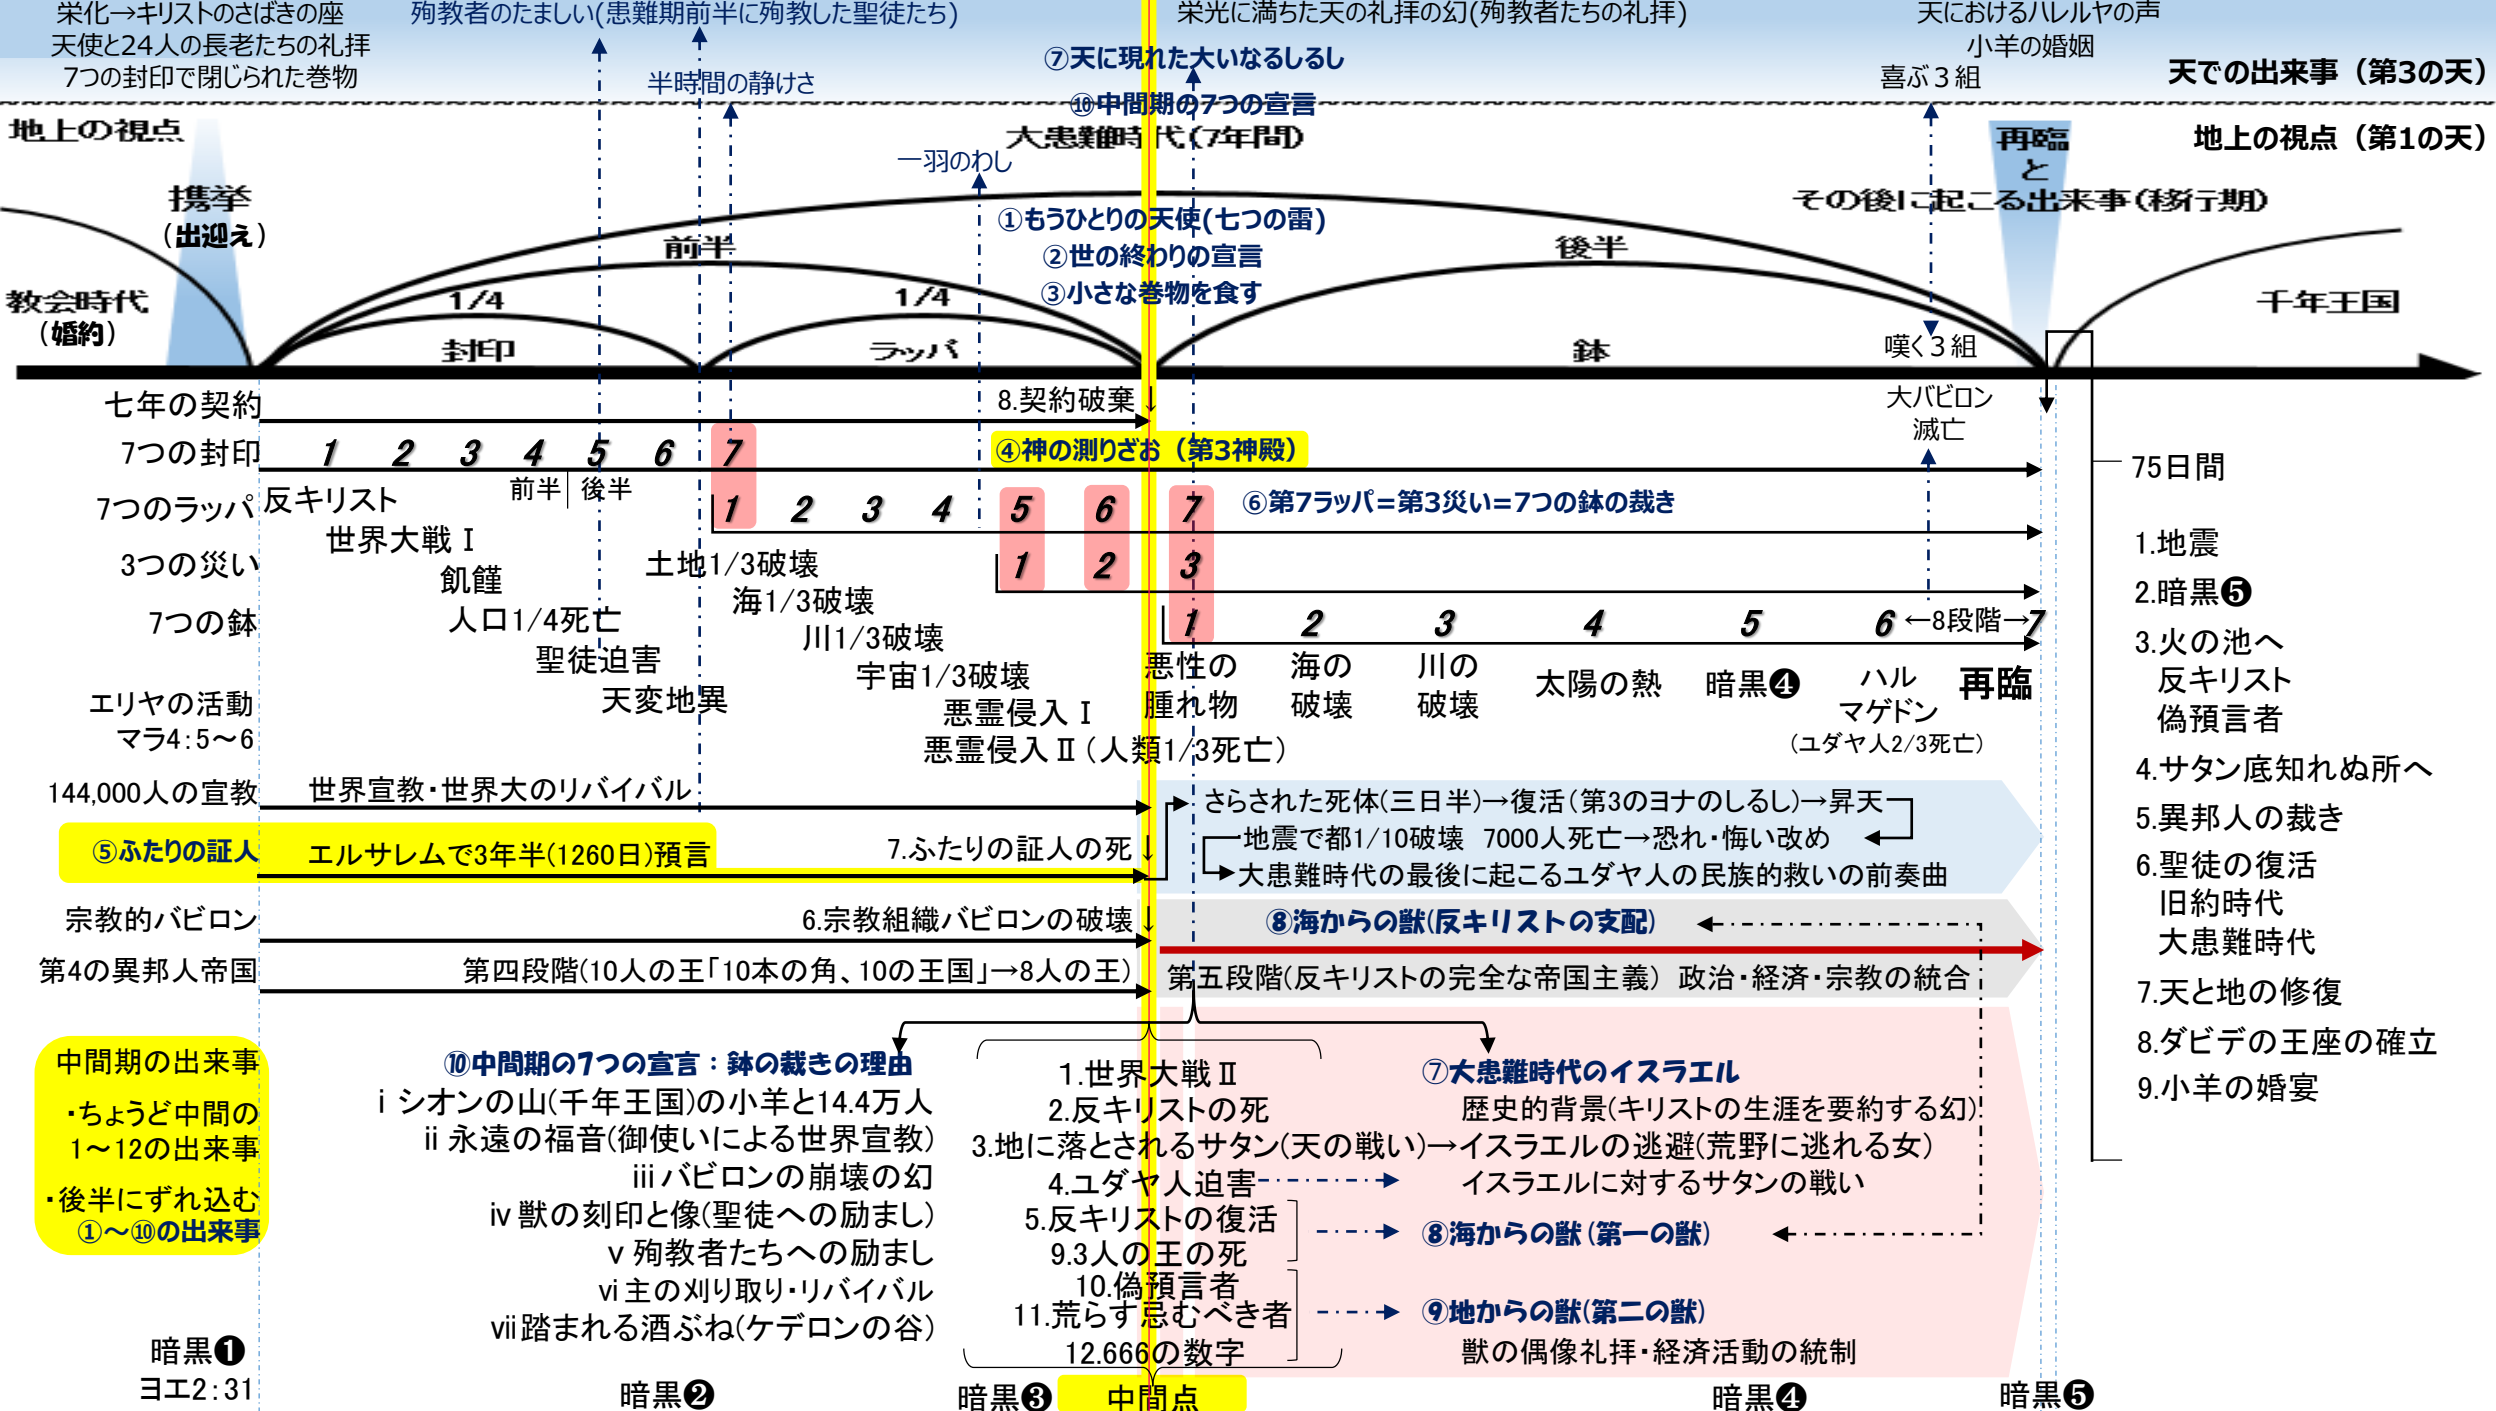 栄化→キリストのさばきの座
天使と24人の長老たちの礼拝
7つの封印で閉じられた巻物
殉教者のたましい(患難期前半に殉教した聖徒たち)
栄光に満ちた天の礼拝の幻(殉教者たちの礼拝)
天におけるハレルヤの声
小羊の婚姻
喜ぶ3組
天での出来事（第3の天）
半時間の静けさ
⑦天に現れた大いなるしるし
⑩中間期の7つの宣言
地上の視点
大患難時代(7年間)
地上の視点（第1の天）
一羽のわし
携挙
（出迎え）
再臨
と
その後に起こる出来事(移行期)
①もうひとりの天使(七つの雷)
②世の終わりの宣言
③小さな巻物を食す
前半
後半
教会時代
（婚約）
1/4
1/4
千年王国
封印
ラッパ
鉢
嘆く3組
七年の契約
8.契約破棄↓
大バビロン
滅亡
7つの封印
1 2 3 4 5 6 7
④神の測りざお（第3神殿）
前半 後半
75日間
7つのラッパ
1 2 3 4 5 6 7
⑥第7ラッパ=第3災い=7つの鉢の裁き
反キリスト
世界大戦Ⅰ
飢饉
人口1/4死亡
聖徒迫害
天変地異
3つの災い
1 2 3
土地1/3破壊
海1/3破壊
川1/3破壊
宇宙1/3破壊
悪霊侵入Ⅰ
悪霊侵入Ⅱ（人類1/3死亡）
7つの鉢
1 2 3 4 5 6 ←8段階→7
悪性の
腫れ物
海の
破壊
川の
破壊
太陽の熱
暗黒❹
ハル
マゲドン
（ユダヤ人2/3死亡）
再臨
エリヤの活動
マラ4:5～6
144,000人の宣教
世界宣教・世界大のリバイバル
さらされた死体(三日半)→復活(第3のヨナのしるし)→昇天
地震で都1/10破壊 7000人死亡→恐れ・悔い改め
大患難時代の最後に起こるユダヤ人の民族的救いの前奏曲
⑤ふたりの証人
エルサレムで3年半(1260日)預言
7.ふたりの証人の死↓
宗教的バビロン
6.宗教組織バビロンの破壊↓
⑧海からの獣(反キリストの支配)
第4の異邦人帝国
第四段階(10人の王「10本の角、10の王国」→8人の王)
第五段階(反キリストの完全な帝国主義) 政治・経済・宗教の統合
1.地震
2.暗黒❺
3.火の池へ
反キリスト
偽預言者
4.サタン底知れぬ所へ
5.異邦人の裁き
6.聖徒の復活
旧約時代
大患難時代
7.天と地の修復
8.ダビデの王座の確立
9.小羊の婚宴
中間期の出来事
・ちょうど中間の
1～12の出来事
・後半にずれ込む
①～⑩の出来事
⑩中間期の7つの宣言：鉢の裁きの理由
ⅰ シオンの山(千年王国)の小羊と14.4万人
ⅱ 永遠の福音(御使いによる世界宣教)
ⅲ バビロンの崩壊の幻
ⅳ 獣の刻印と像(聖徒への励まし)
ⅴ 殉教者たちへの励まし
ⅵ 主の刈り取り・リバイバル
ⅶ 踏まれる酒ぶね(ケデロンの谷)
1.世界大戦Ⅱ
2.反キリストの死
3.地に落とされるサタン(天の戦い)→イスラエルの逃避(荒野に逃れる女)
4.ユダヤ人迫害
5.反キリストの復活
9.3人の王の死
10.偽預言者
11.荒らす忌むべき者
12.666の数字
⑦大患難時代のイスラエル
歴史的背景(キリストの生涯を要約する幻)
イスラエルに対するサタンの戦い
⑧海からの獣(第一の獣)
⑨地からの獣(第二の獣)
獣の偶像礼拝・経済活動の統制
暗黒❶
ヨエ2:31
暗黒❷
暗黒❸
中間点
暗黒❹
暗黒❺